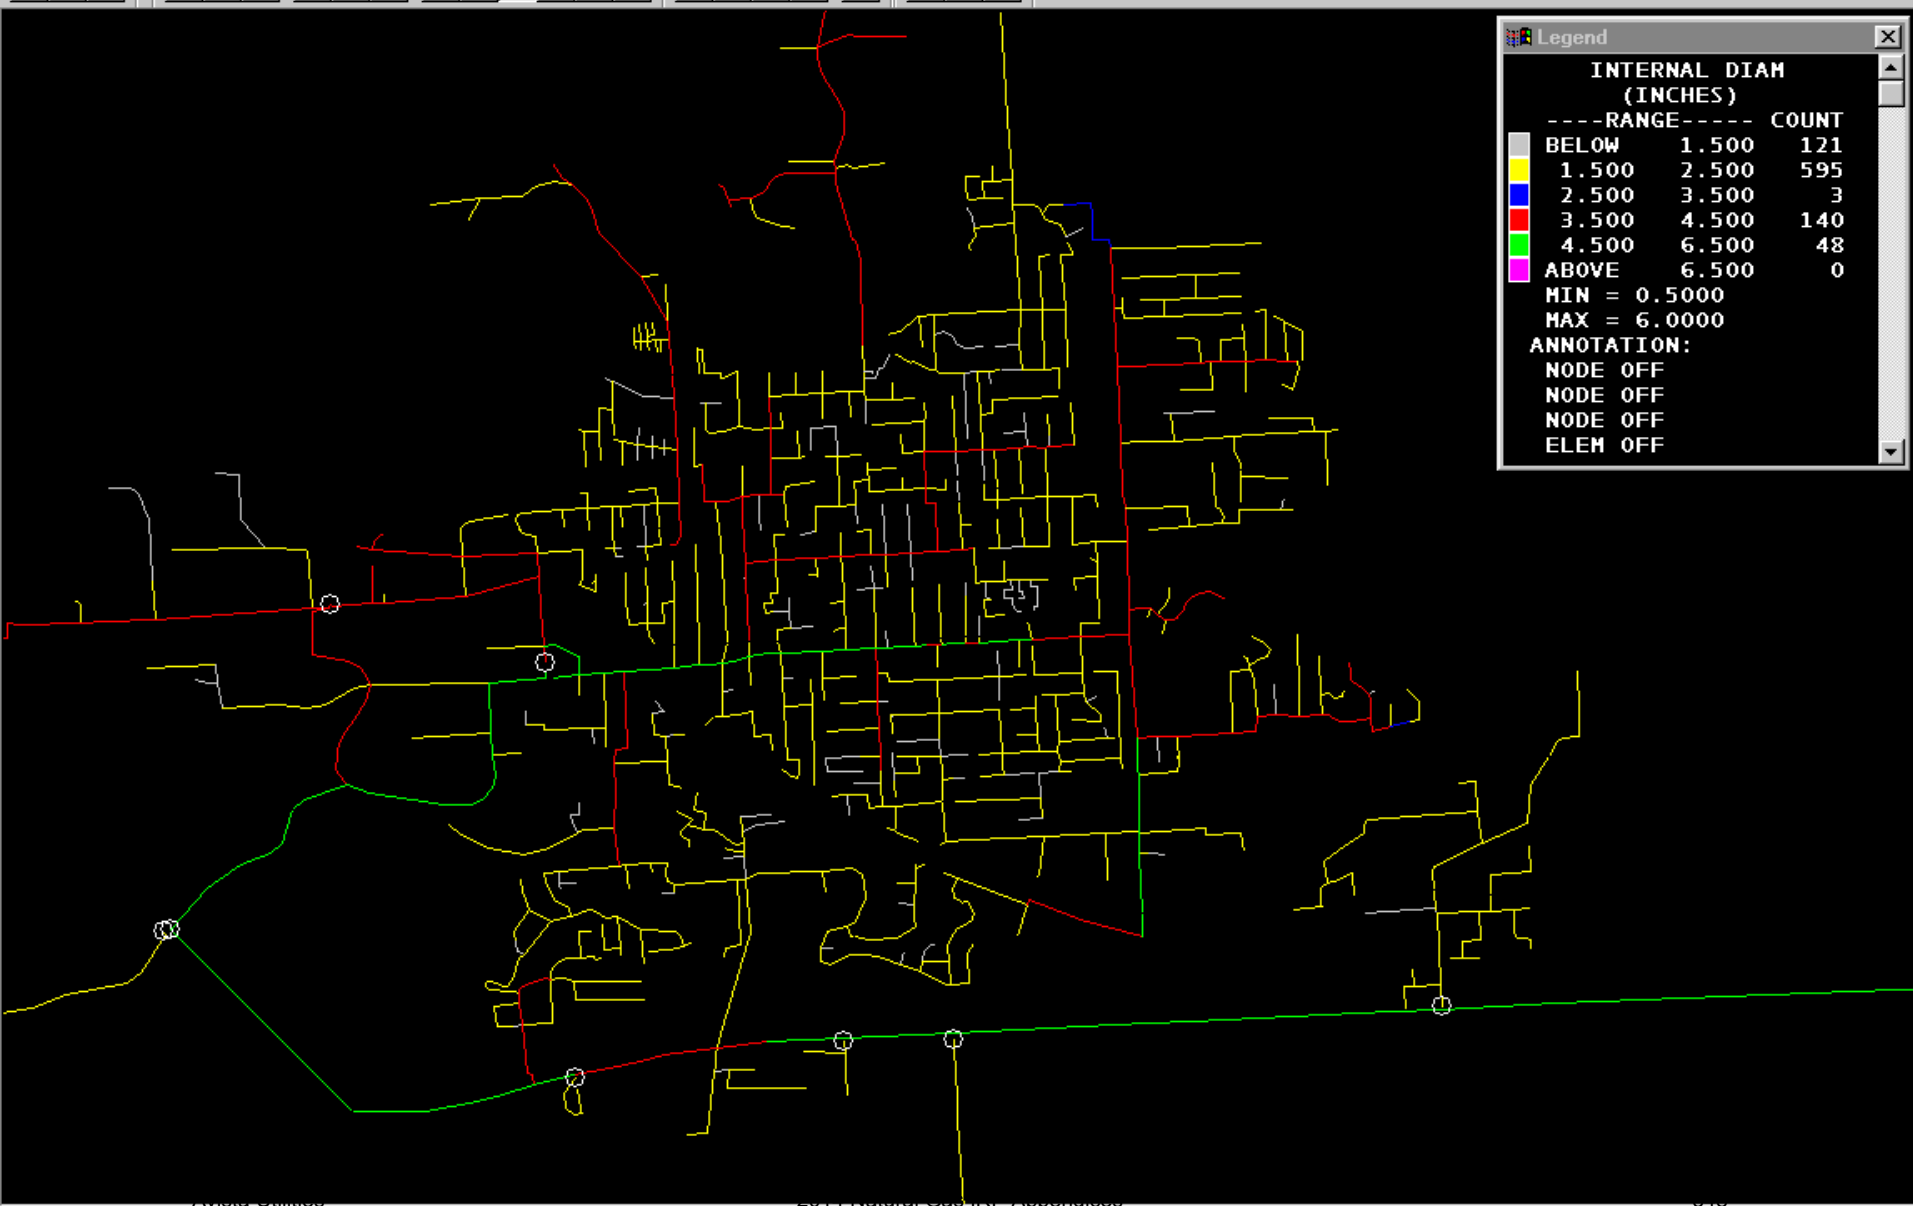 Legend
INTERNAL DIAM
(INCHES)
----RANGE----- COUNT
BELOW 1.500 121
1.500 2.500 595
2.500 3.500 3
3.500 4.500 140
4.500 6.500 48
ABOVE 6.500 0
MIN = 0.5000
MAX = 6.0000
ANNOTATION:
NODE OFF
NODE OFF
NODE OFF
ELEM OFF